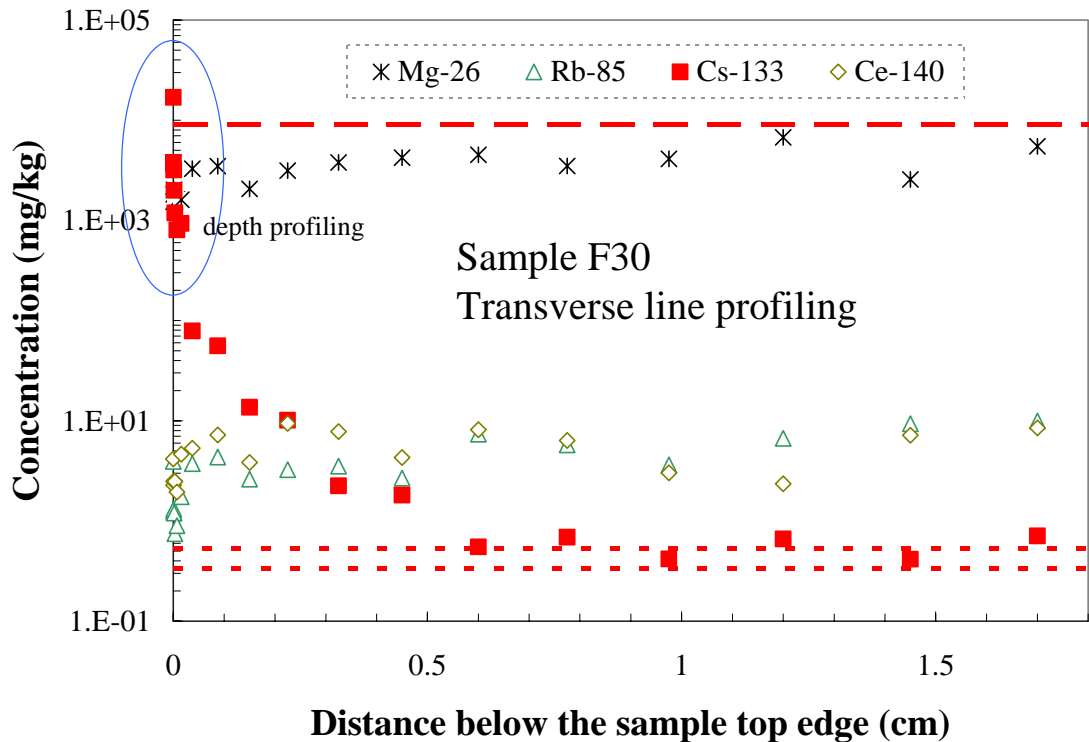 1.E+05
Mg-26 Rb-85 Cs-133 Ce-140
1.E+03
depth profiling
Sample F30
Transverse line profiling
Concentration (mg/kg)
1.E+01
1.E-01
0 0.5 1 1.5
Distance below the sample top edge (cm)